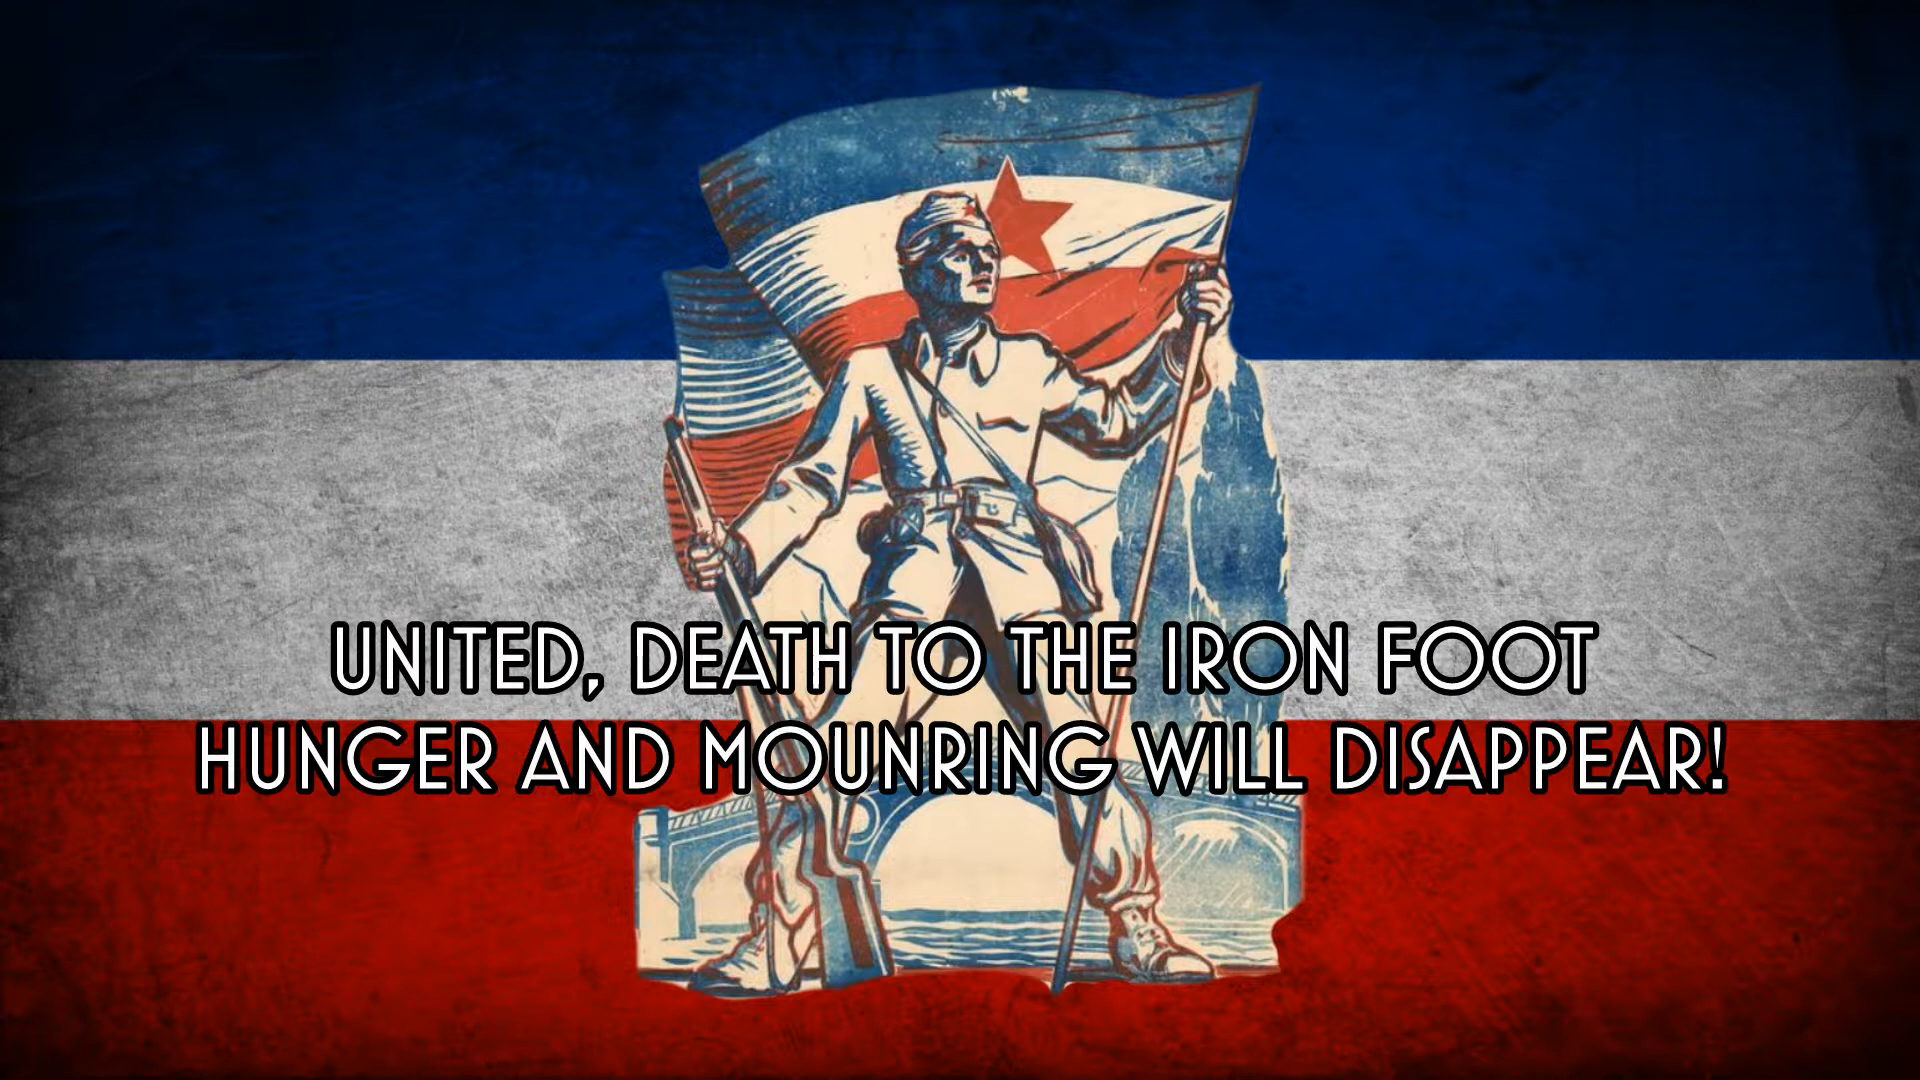 UNITED, DEATH TO THE IRON FOOT
HUNGER AND MOUNRING WILL DISAPPEAR!